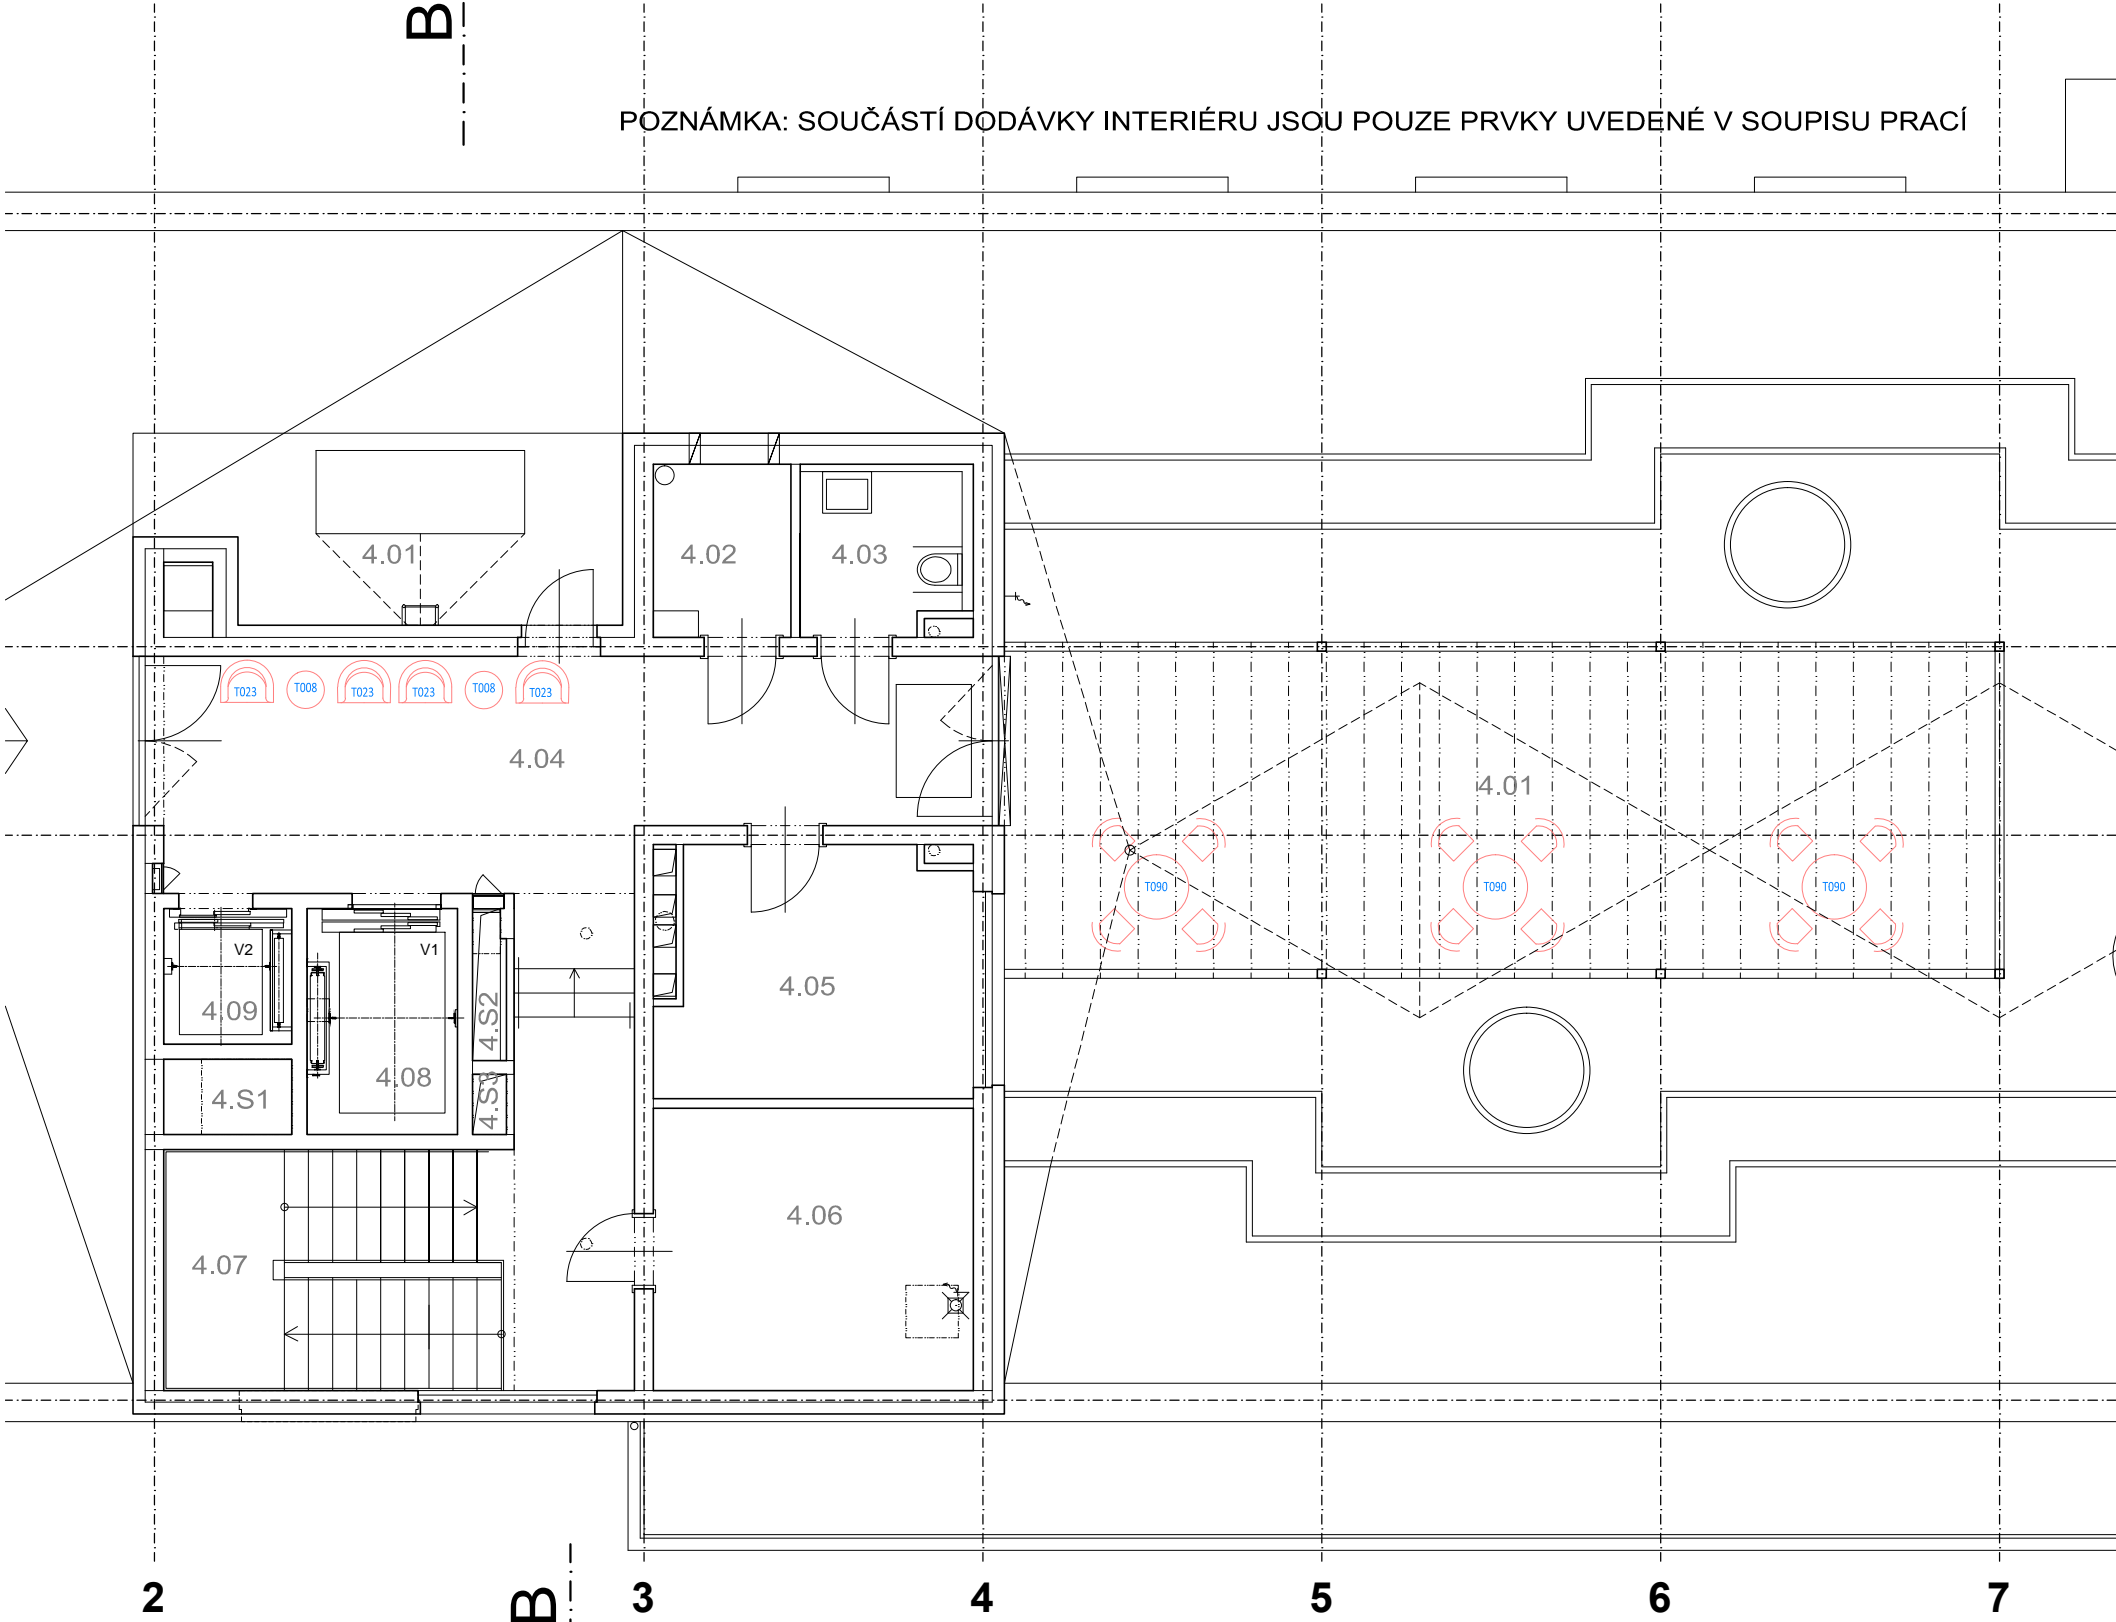 B
POZNÁMKA: SOUČÁSTÍ DODÁVKY INTERIÉRU JSOU POUZE PRVKY UVEDENÉ V SOUPISU PRACÍ
4.01
4.02
4.03
T023
T008
T023
T023
T008
T023
4.04
4.01
T090
T090
T090
V2
V1
4.05
4.09
4.S2
4.08
4.S3
4.S1
4.06
4.07
2
B
3
4
5
6
7